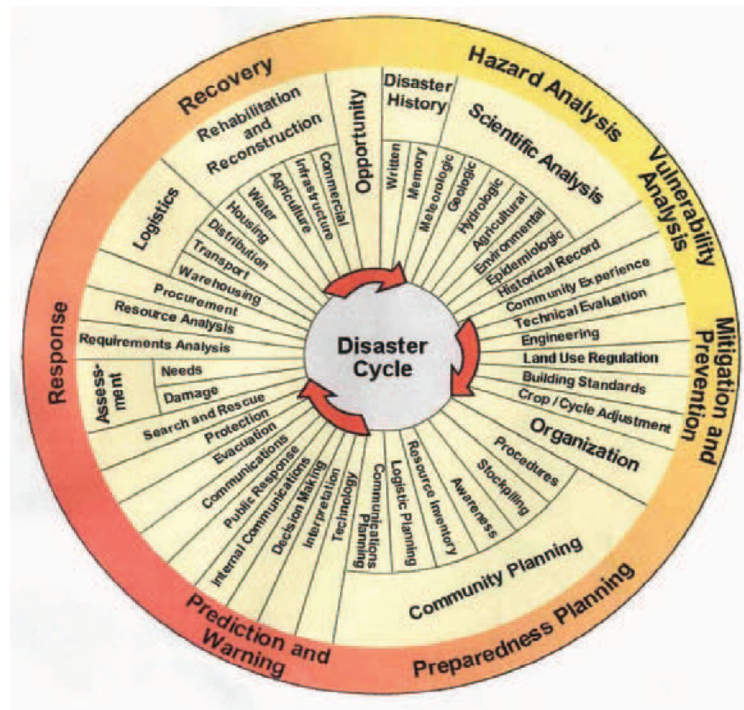 Recovery
Hazard Analysis
Vulnerability
Analysis
Mitigation and
Prevention
Preparedness Planning
Prediction and
Warning
Response
Disaster
Cycle
Opportunity
Disaster
History
Written
Memory
Scientific Analysis
Meteorologic
Geologic
Hydrologic
Agricultural
Environmental
Epidemiologic
Historical Record
Community Experience
Technical Evaluation
Engineering
Land Use Regulation
Building Standards
Crop / Cycle Adjustment
Organization
Community Planning
Procedures
Stockpiling
Awareness
Resource Inventory
Logistic Planning
Communications
Planning
Technology
Interpretation
Decision Making
Internal Communications
Public Response
Communications
Evacuation
Protection
Search and Rescue
Assess-
ment
Damage
Needs
Requirements Analysis
Resource Analysis
Procurement
Logistics
Warehousing
Transport
Distribution
Rehabilitation
and
Reconstruction
Housing
Water
Agriculture
Infrastructure
Commercial